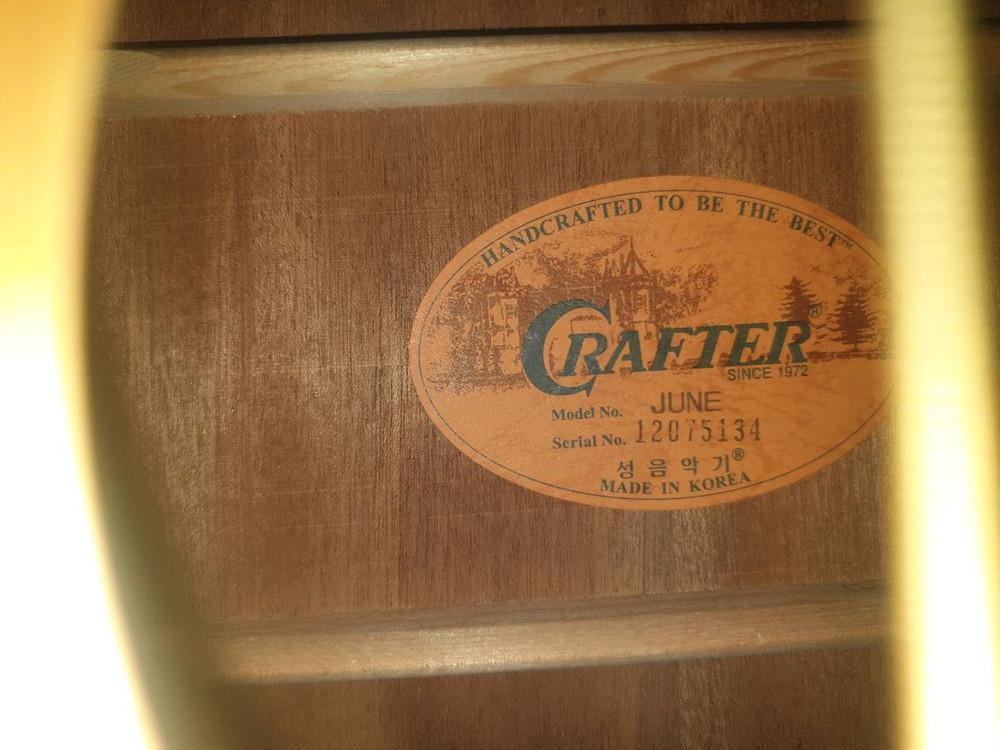 HANDCRAFTED TO BE THE BEST™
CRAFTER®
SINCE 1972
Model No. JUNE
Serial No. 12075134
성음악기®
MADE IN KOREA